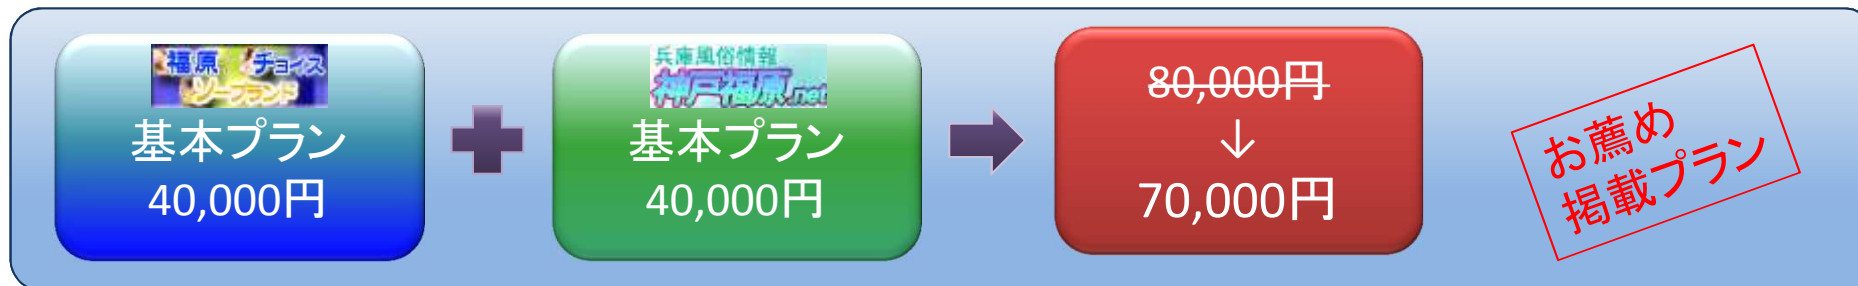 福原 チョイス
ソープランド
基本プラン
40,000円
兵庫風俗情報
神戸福原.net
基本プラン
40,000円
80,000円
↓
70,000円
お薦め
掲載プラン